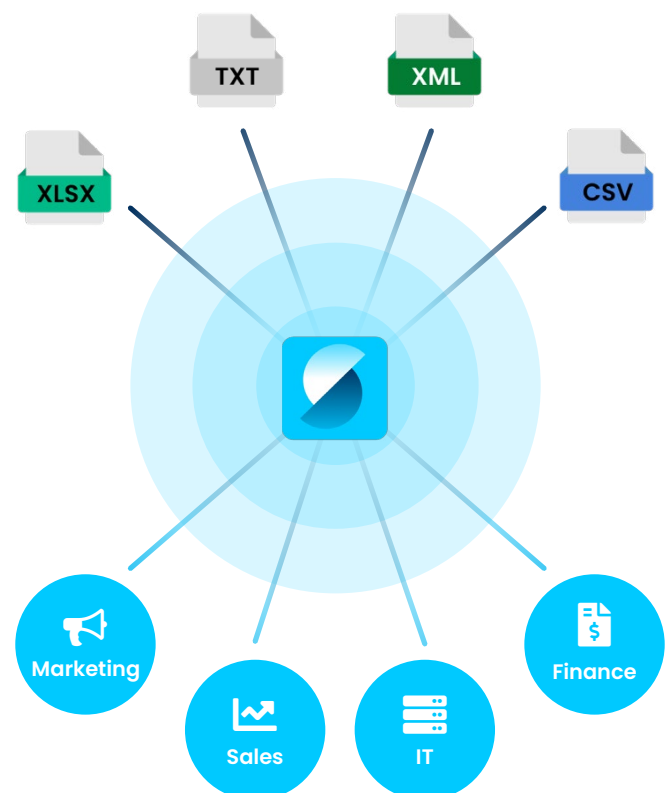 TXT
XML
XLSX
CSV
$
Marketing
Finance
Sales
IT